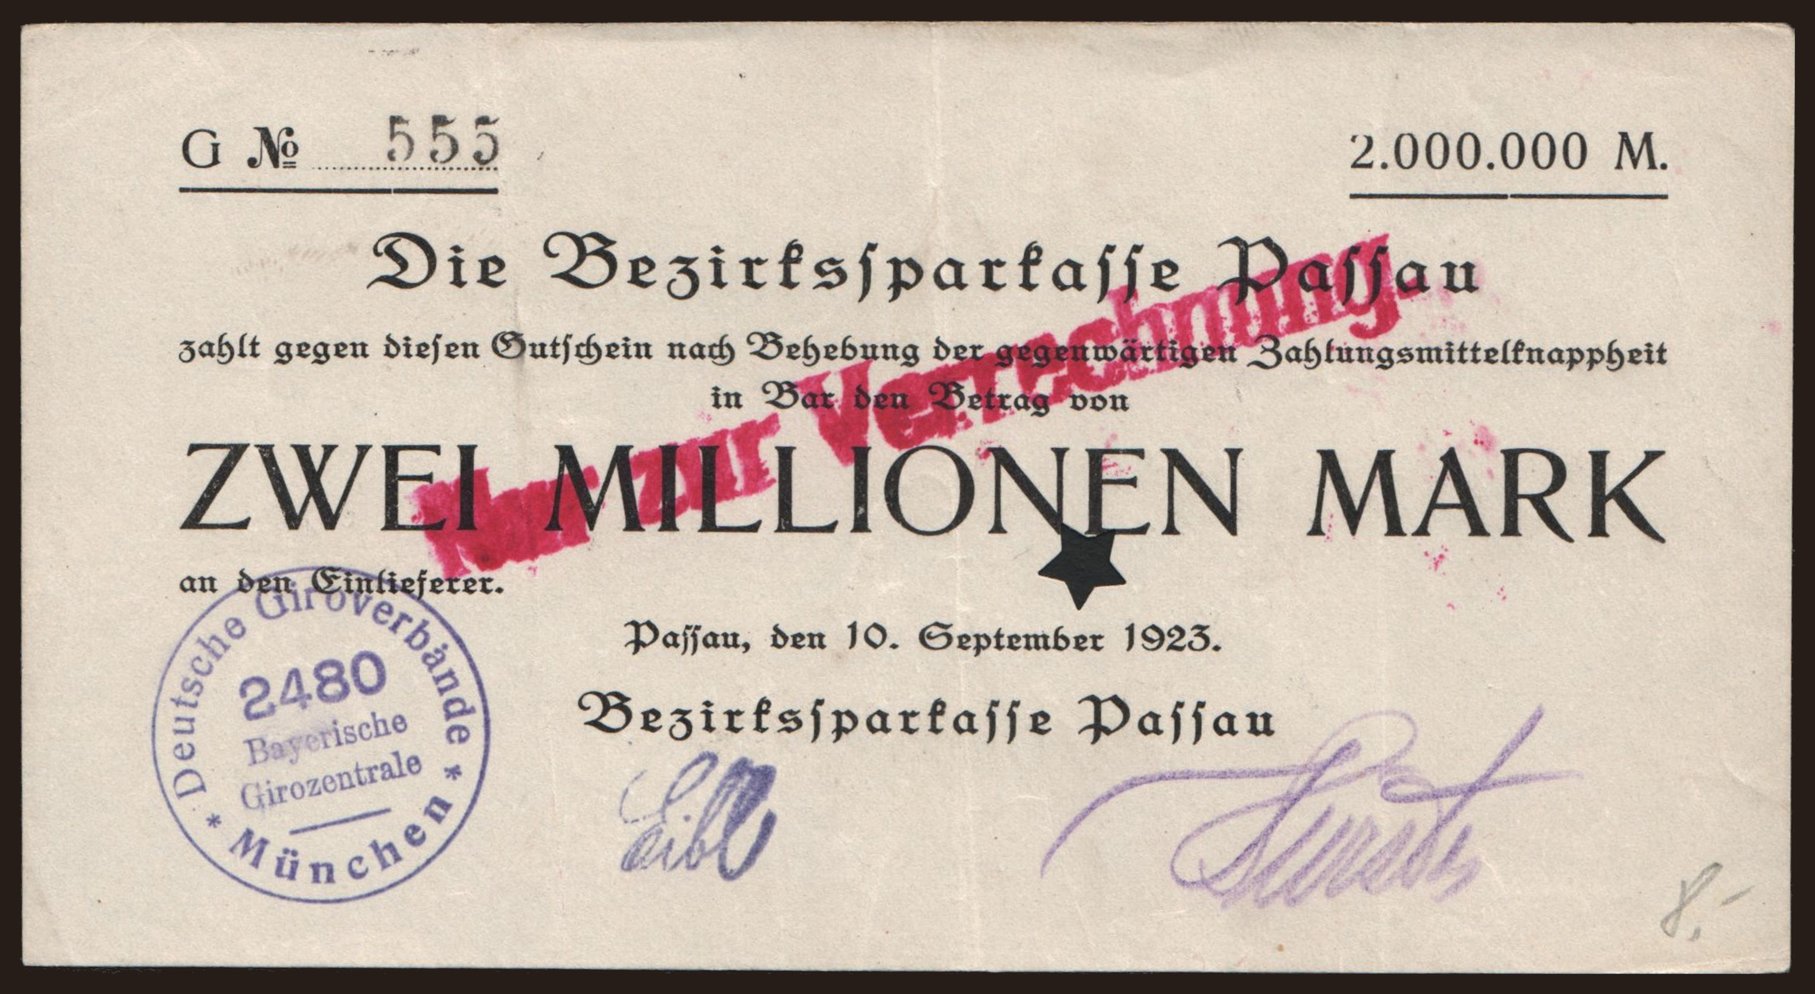 G № 555
2.000.000 M.
Die Bezirkssparkasse Passau
zahlt gegen diesen Gutschein nach Behebung der gegenwärtigen Zahlungsmittelknappheit
in Bar den Betrag von
Nur zur Verrechnung.
ZWEI MILLIONEN MARK
an den Einlieferer.
Passau, den 10. September 1923.
Bezirkssparkasse Passau
Deutsche Giroverbände
2480
Bayerische
Girozentrale
* München *
Eibl
8.-